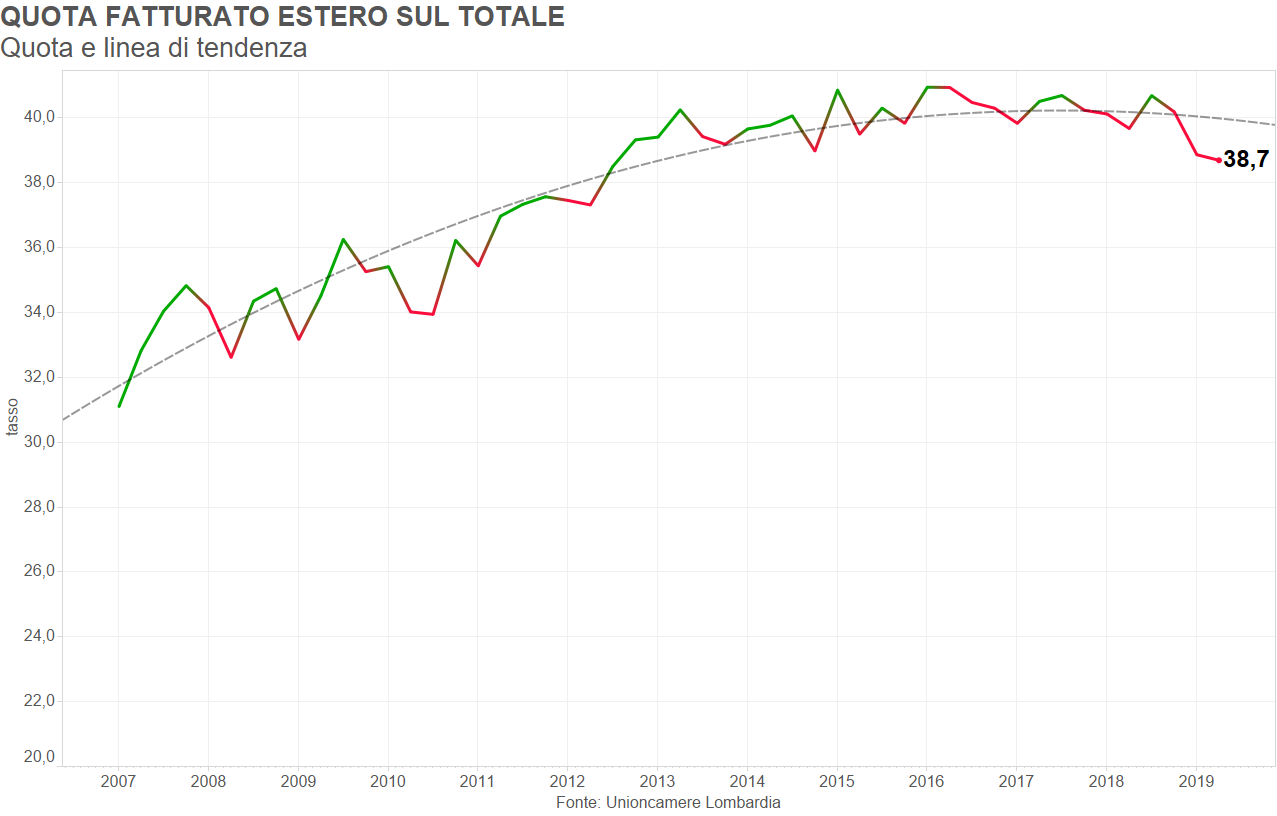 QUOTA FATTURATO ESTERO SUL TOTALE
Quota e linea di tendenza
tasso
40,0
38,0
36,0
34,0
32,0
30,0
28,0
26,0
24,0
22,0
20,0
38,7
2007 2008 2009 2010 2011 2012 2013 2014 2015 2016 2017 2018 2019
Fonte: Unioncamere Lombardia